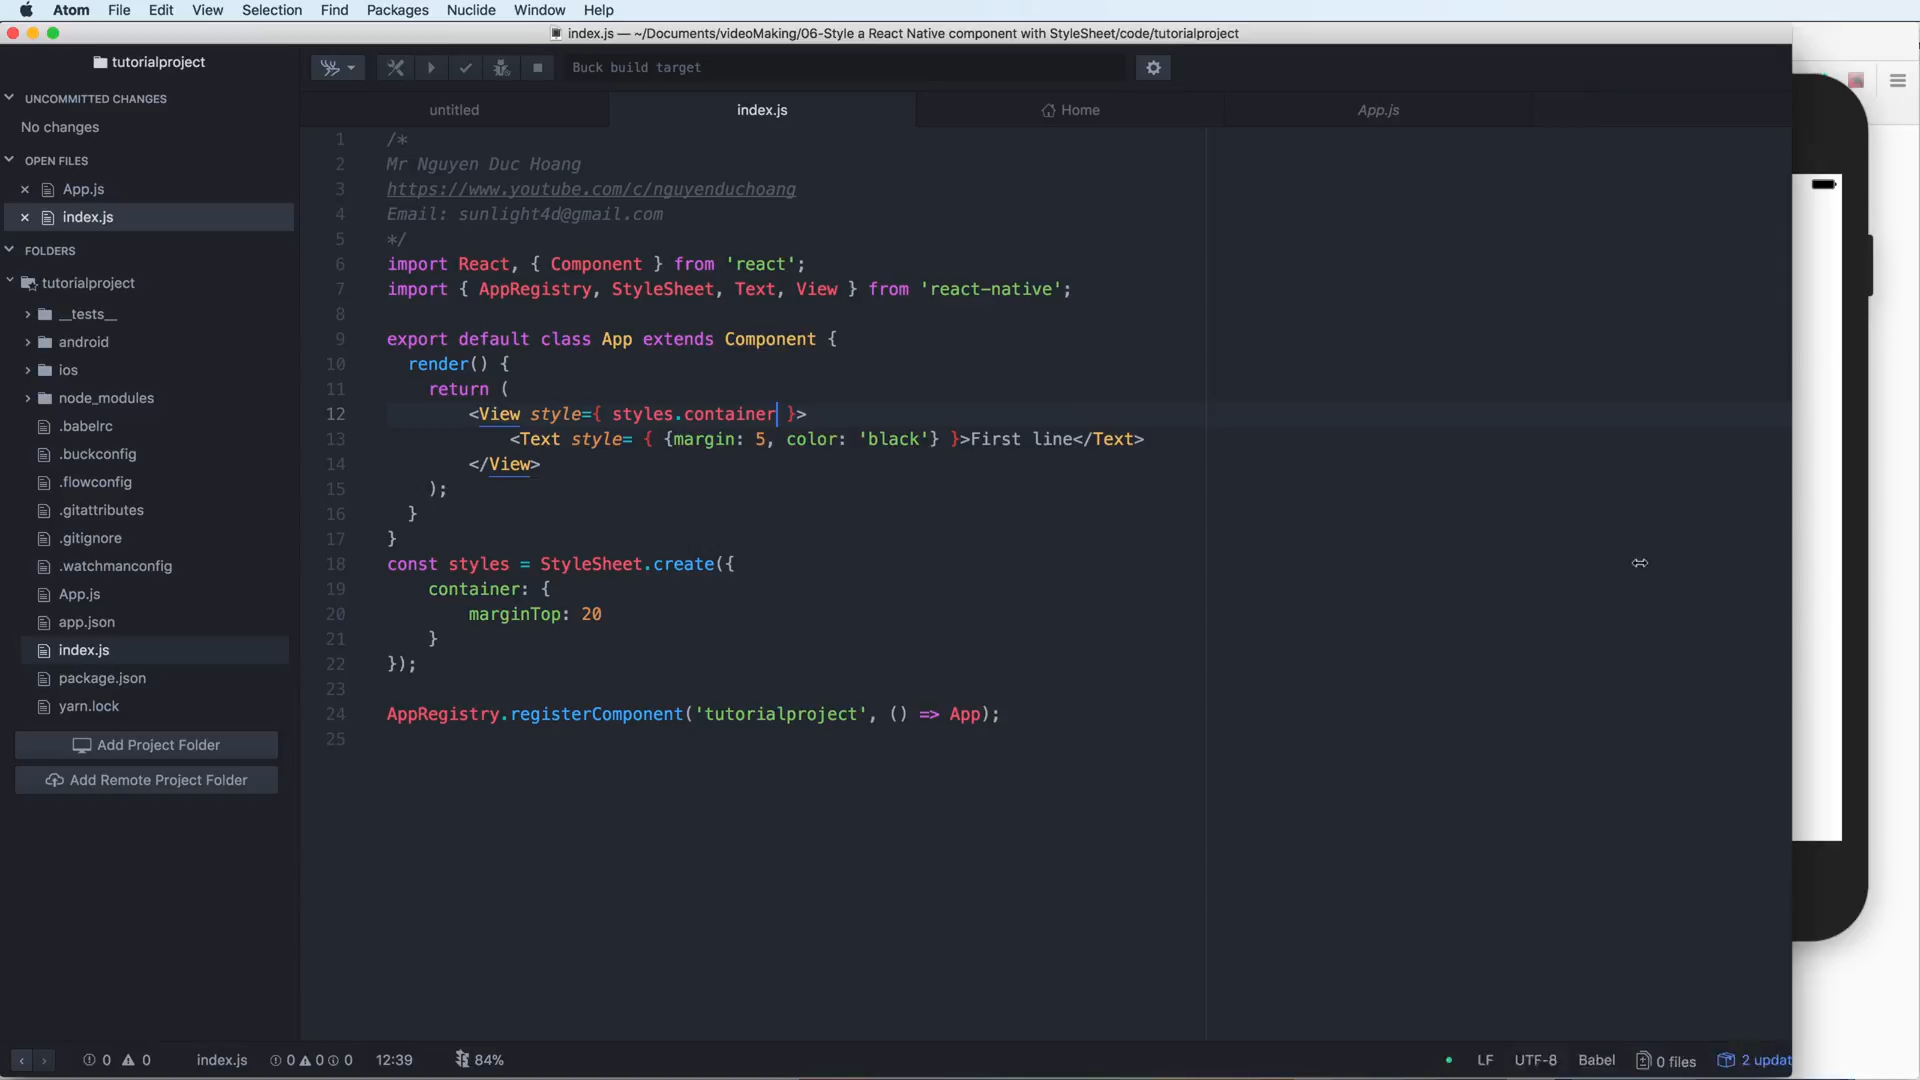 Atom File Edit View Selection Find Packages Nuclide Window Help
index.js — ~/Documents/videoMaking/06-Style a React Native component with StyleSheet/code/tutorialproject
tutorialproject
Buck build target
UNCOMMITTED CHANGES
No changes
OPEN FILES
App.js
index.js
FOLDERS
tutorialproject
__tests__
android
ios
node_modules
.babelrc
.buckconfig
.flowconfig
.gitattributes
.gitignore
.watchmanconfig
App.js
app.json
index.js
package.json
yarn.lock
Add Project Folder
Add Remote Project Folder
untitled index.js Home App.js
1 /*
2 Mr Nguyen Duc Hoang
3 https://www.youtube.com/c/nguyenduchoang
4 Email: sunlight4d@gmail.com
5 */
6 import React, { Component } from 'react';
7 import { AppRegistry, StyleSheet, Text, View } from 'react-native';
8
9 export default class App extends Component {
10 render() {
11 return (
12 <View style={ styles.container }>
13 <Text style= { {margin: 5, color: 'black'} }>First line</Text>
14 </View>
15 );
16 }
17 }
18 const styles = StyleSheet.create({
19 container: {
20 marginTop: 20
21 }
22 });
23
24 AppRegistry.registerComponent('tutorialproject', () => App);
25
0 0 index.js 0 0 0 12:39 84% LF UTF-8 Babel 0 files 2 updat